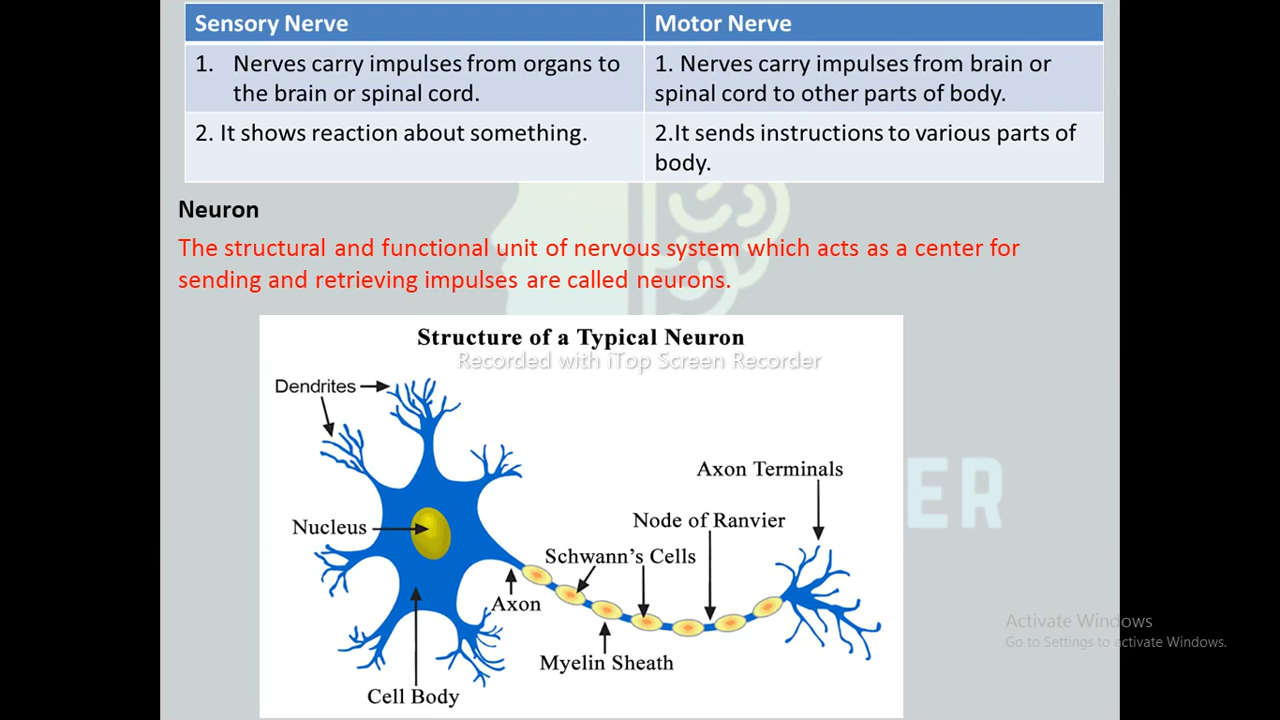 Sensory Nerve
Motor Nerve
1. Nerves carry impulses from organs to
the brain or spinal cord.
1. Nerves carry impulses from brain or
spinal cord to other parts of body.
2. It shows reaction about something.
2.It sends instructions to various parts of
body.
Neuron
The structural and functional unit of nervous system which acts as a center for
sending and retrieving impulses are called neurons.
Structure of a Typical Neuron
Recorded with iTop Screen Recorder
Dendrites
Axon Terminals
ER
Nucleus
Node of Ranvier
Schwann's Cells
Axon
Myelin Sheath
Cell Body
Activate Windows
Go to Settings to activate Windows.